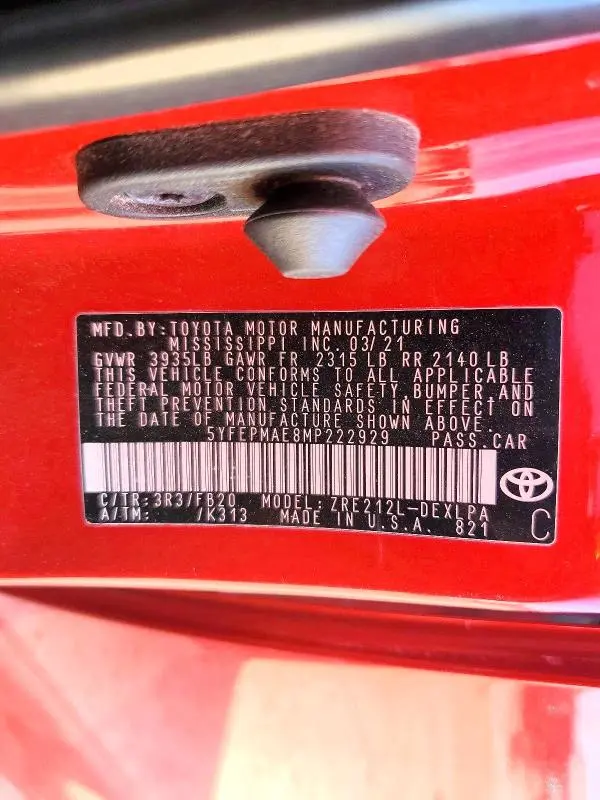 MFD. BY: TOYOTA MOTOR MANUFACTURING
MISSISSIPPI INC. 03/21
GVWR 3935LB GAWR FR 2315 LB RR 2140 LB
THIS VEHICLE CONFORMS TO ALL APPLICABLE
FEDERAL MOTOR VEHICLE SAFETY, BUMPER, AND
THEFT PREVENTION STANDARDS IN EFFECT ON
THE DATE OF MANUFACTURE SHOWN ABOVE.
5YFEPMAE8MP222929 PASS. CAR
C/TR: 3R3/FB20 MODEL: ZRE212L-DEXLPA
A/TM: /K313 MADE IN U.S.A. 821 C